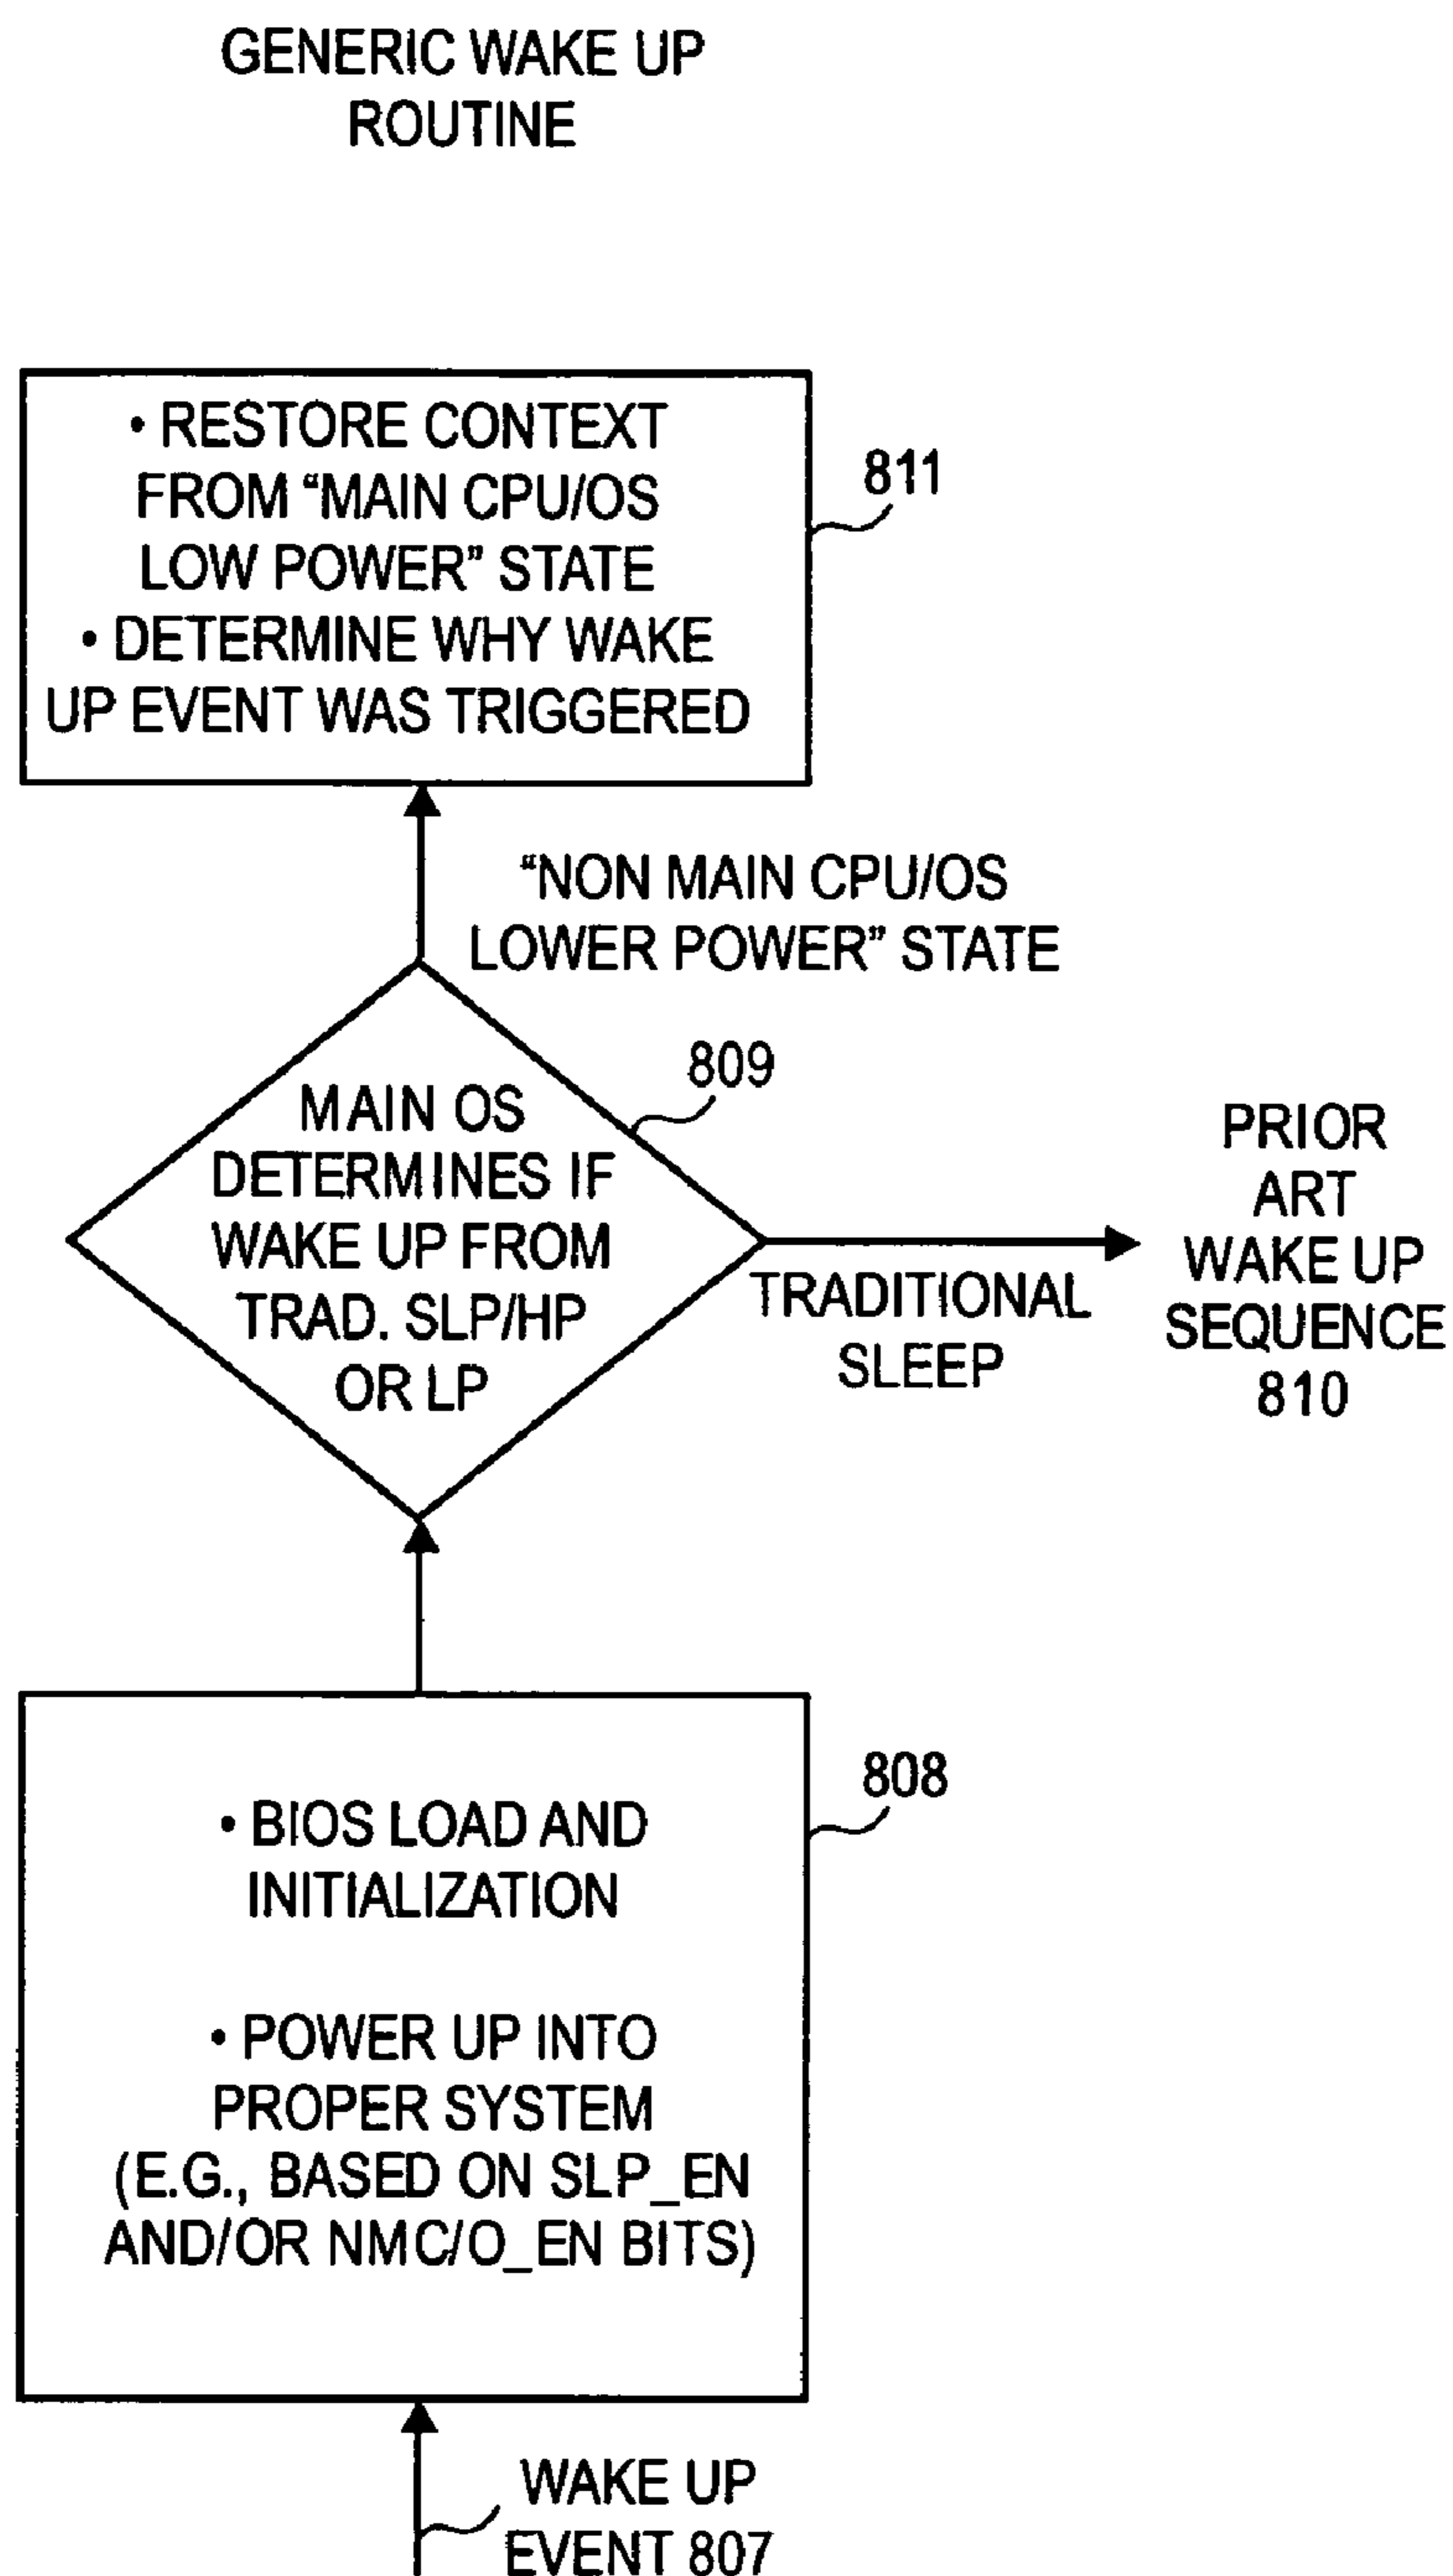 GENERIC WAKE UP
ROUTINE
• RESTORE CONTEXT
FROM “MAIN CPU/OS
LOW POWER” STATE
• DETERMINE WHY WAKE
UP EVENT WAS TRIGGERED
811
“NON MAIN CPU/OS
LOWER POWER” STATE
809
MAIN OS
DETERMINES IF
WAKE UP FROM
TRAD. SLP/HP
OR LP
TRADITIONAL
SLEEP
PRIOR
ART
WAKE UP
SEQUENCE
810
808
• BIOS LOAD AND
INITIALIZATION
• POWER UP INTO
PROPER SYSTEM
(E.G., BASED ON SLP_EN
AND/OR NMC/O_EN BITS)
WAKE UP
EVENT 807